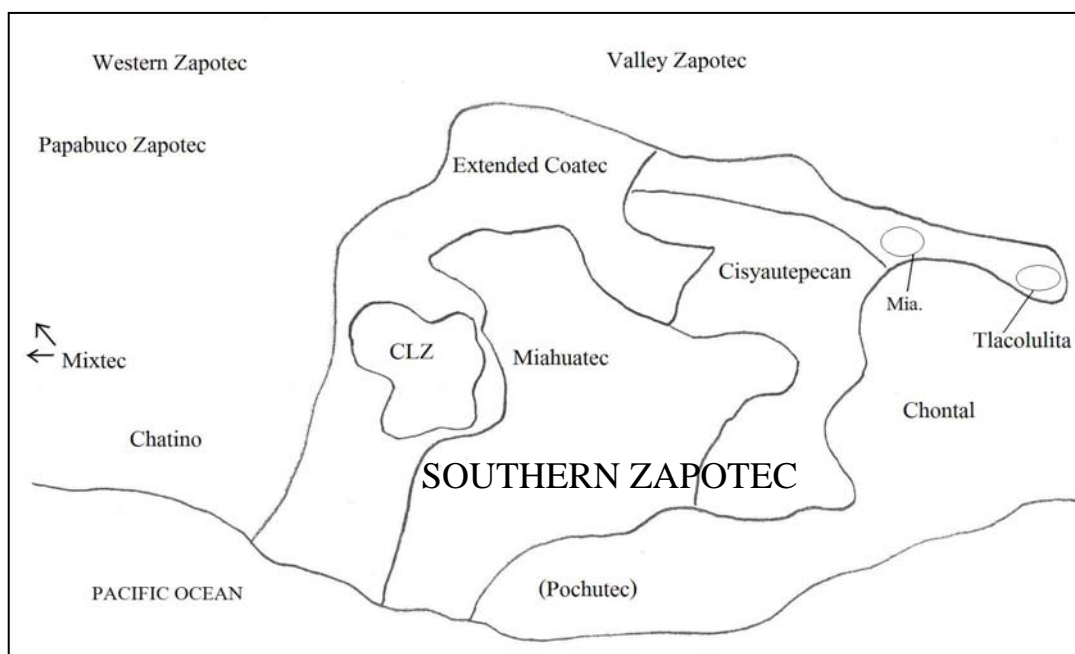 Western Zapotec
Valley Zapotec
Papabuco Zapotec
Extended Coatec
Cisyautepecan
Mia.
Tlacolulita
CLZ
Miahuatec
Mixtec
Chontal
Chatino
SOUTHERN ZAPOTEC
PACIFIC OCEAN
(Pochutec)